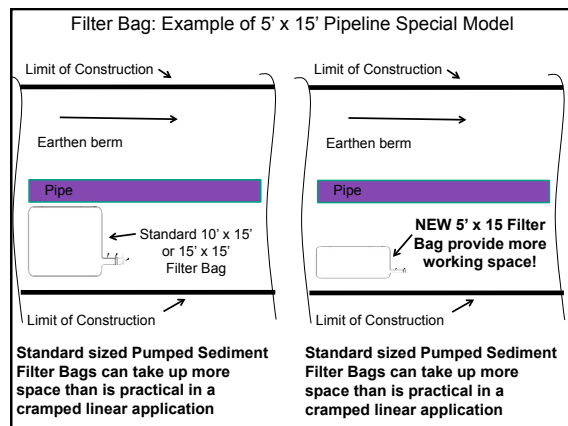 Filter Bag: Example of 5’ x 15’ Pipeline Special Model
Limit of Construction
Earthen berm
Pipe
Standard 10’ x 15’
or 15’ x 15’
Filter Bag
Limit of Construction
Standard sized Pumped Sediment
Filter Bags can take up more
space than is practical in a
cramped linear application
Limit of Construction
Earthen berm
Pipe
NEW 5’ x 15 Filter
Bag provide more
working space!
Limit of Construction
Standard sized Pumped Sediment
Filter Bags can take up more
space than is practical in a
cramped linear application